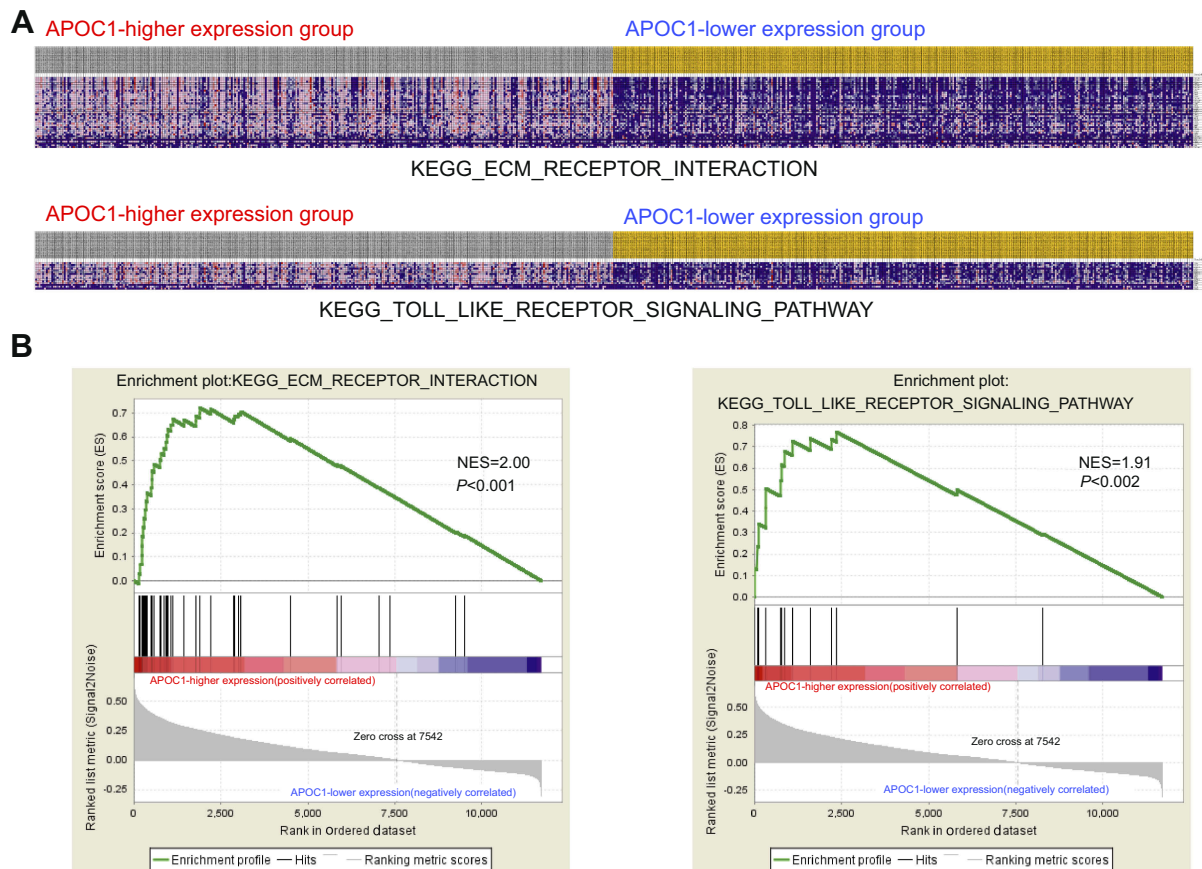 A
APOC1-higher expression group
APOC1-lower expression group
KEGG_ECM_RECEPTOR_INTERACTION
APOC1-higher expression group
APOC1-lower expression group
KEGG_TOLL_LIKE_RECEPTOR_SIGNALING_PATHWAY
B
Enrichment plot:KEGG_ECM_RECEPTOR_INTERACTION
Enrichment score (ES)
0.7
0.6
0.5
0.4
0.3
0.2
0.1
0.0
NES=2.00
P<0.001
APOC1-higher expression(positively correlated)
Ranked list metric (Signal2Noise)
0.50
0.25
0.00
-0.25
Zero cross at 7542
APOC1-lower expression(negatively correlated)
0
2,500
5,000
7,500
10,000
Rank in ordered dataset
Enrichment profile
Hits
Ranking metric scores
Enrichment plot:
KEGG_TOLL_LIKE_RECEPTOR_SIGNALING_PATHWAY
Enrichment score (ES)
0.8
0.7
0.6
0.5
0.4
0.3
0.2
0.1
0.0
NES=1.91
P<0.002
APOC1-higher expression(positively correlated)
Ranked list metric (Signal2Noise)
0.50
0.25
0.00
-0.25
Zero cross at 7542
APOC1-lower expression(negatively correlated)
0
2,500
5,000
7,500
10,000
Rank in ordered dataset
Enrichment profile
Hits
Ranking metric scores